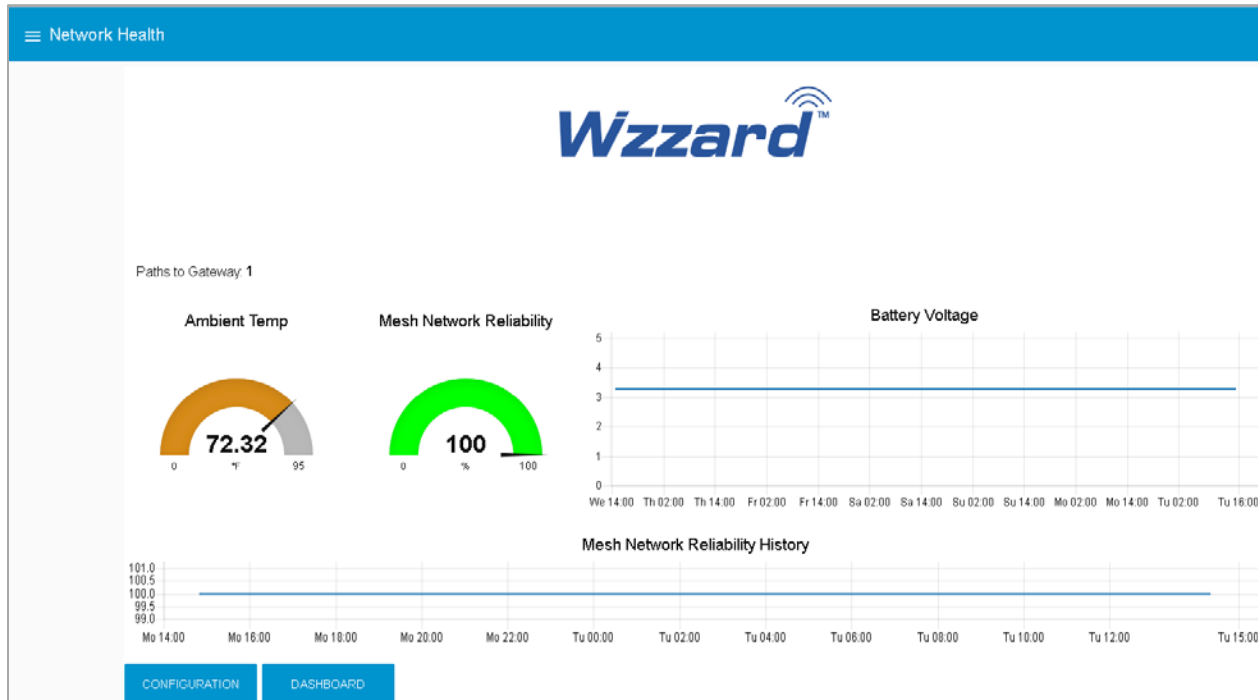 Network Health
Wzzard™
Paths to Gateway: 1
Ambient Temp
72.32
0 °F 95
Mesh Network Reliability
100
0 % 100
Battery Voltage
5
4
3
2
1
0
We 14:00 Th 02:00 Th 14:00 Fr 02:00 Fr 14:00 Sa 02:00 Sa 14:00 Su 02:00 Su 14:00 Mo 02:00 Mo 14:00 Tu 02:00 Tu 16:00
Mesh Network Reliability History
101.0
100.5
100.0
99.5
99.0
Mo 14:00 Mo 16:00 Mo 18:00 Mo 20:00 Mo 22:00 Tu 00:00 Tu 02:00 Tu 04:00 Tu 06:00 Tu 08:00 Tu 10:00 Tu 12:00 Tu 15:00
CONFIGURATION DASHBOARD